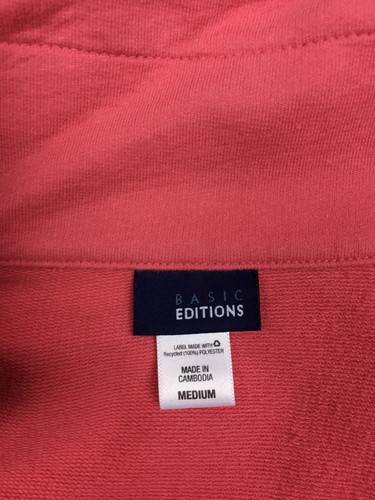 BASIC
EDITIONS
LABEL MADE WITH ♻
Recycled (100%) POLYESTER
MADE IN
CAMBODIA
MEDIUM